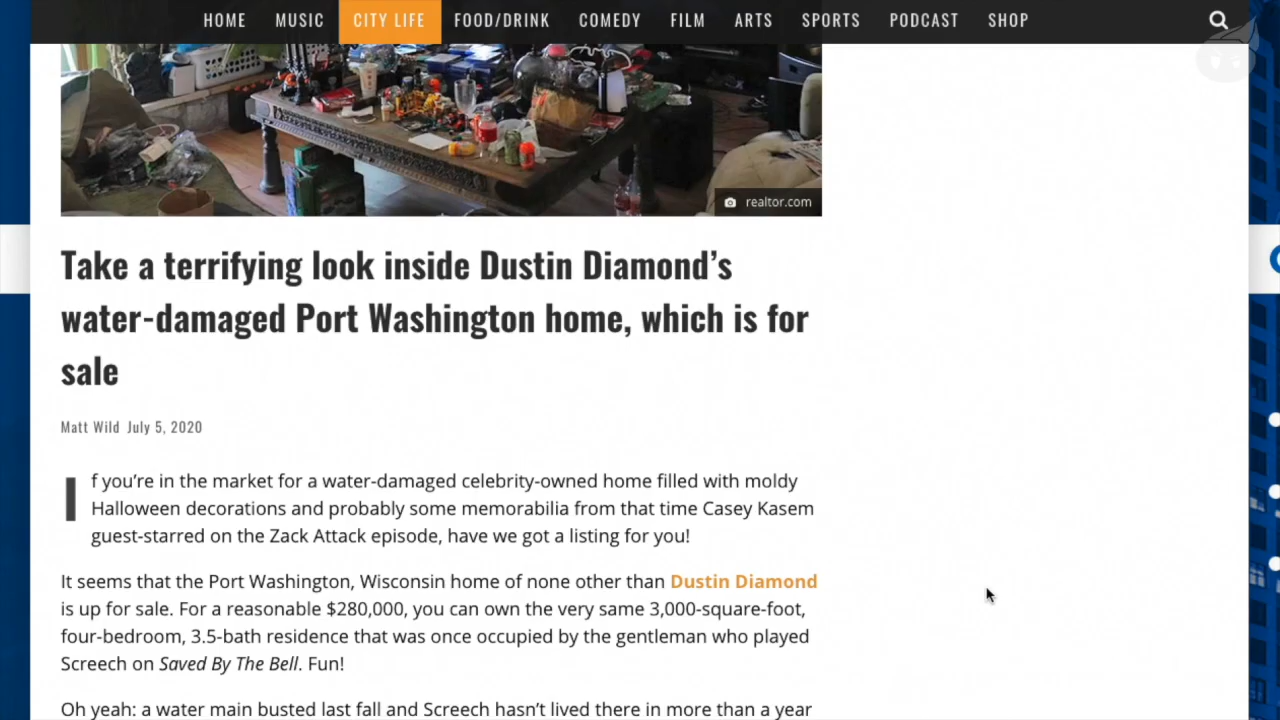 HOME MUSIC CITY LIFE FOOD/DRINK COMEDY FILM ARTS SPORTS PODCAST SHOP
realtor.com
Take a terrifying look inside Dustin Diamond’s
water-damaged Port Washington home, which is for
sale
Matt Wild July 5, 2020
If you’re in the market for a water-damaged celebrity-owned home filled with moldy
Halloween decorations and probably some memorabilia from that time Casey Kasem
guest-starred on the Zack Attack episode, have we got a listing for you!
It seems that the Port Washington, Wisconsin home of none other than Dustin Diamond
is up for sale. For a reasonable $280,000, you can own the very same 3,000-square-foot,
four-bedroom, 3.5-bath residence that was once occupied by the gentleman who played
Screech on Saved By The Bell. Fun!
Oh yeah: a water main busted last fall and Screech hasn’t lived there in more than a year